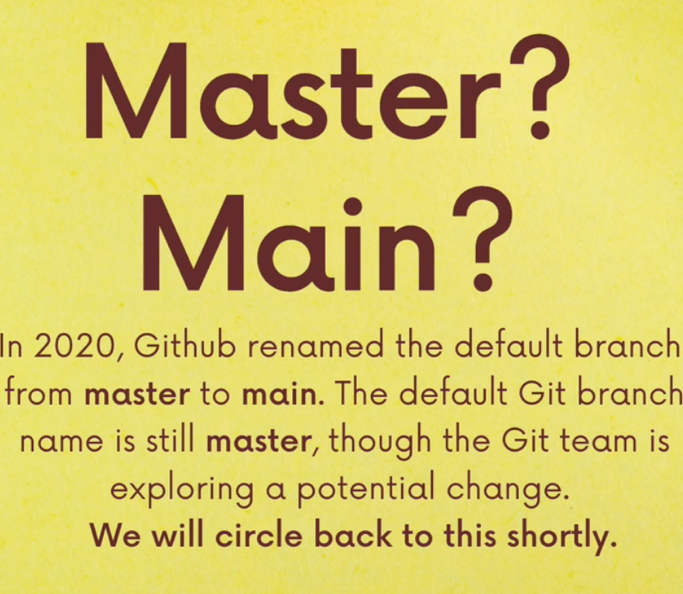 Master?
Main?
In 2020, Github renamed the default branch
from master to main. The default Git branch
name is still master, though the Git team is
exploring a potential change.
We will circle back to this shortly.